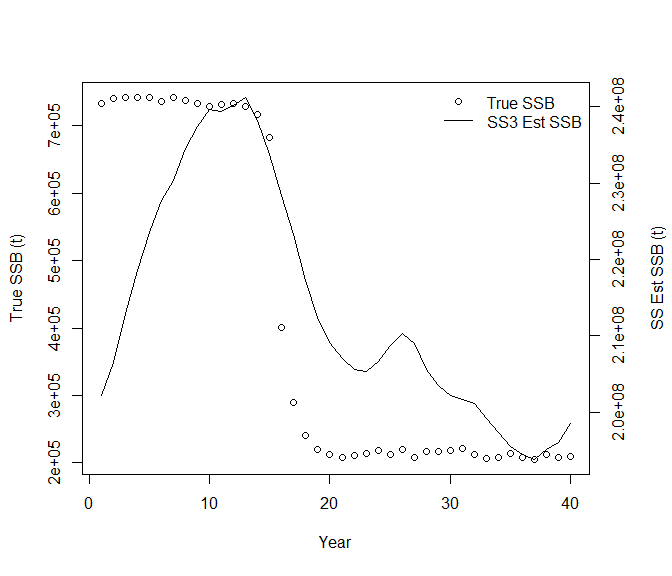 True SSB
SS3 Est SSB
True SSB (t)
7e+05
6e+05
5e+05
4e+05
3e+05
2e+05
2.4e+08
2.3e+08
2.2e+08
2.1e+08
2.0e+08
SS Est SSB (t)
0 10 20 30 40
Year